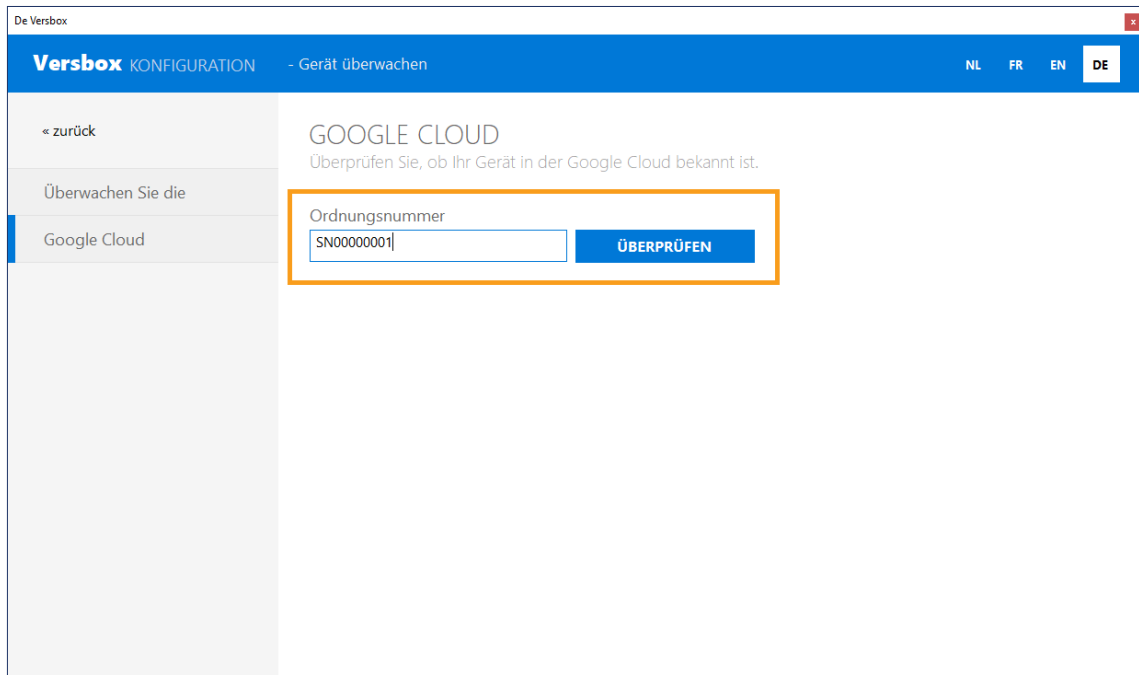 De Versbox
x
Versbox KONFIGURATION - Gerät überwachen NL FR EN DE
« zurück
Überwachen Sie die
Google Cloud
GOOGLE CLOUD
Überprüfen Sie, ob Ihr Gerät in der Google Cloud bekannt ist.
Ordnungsnummer
SN00000001
ÜBERPRÜFEN